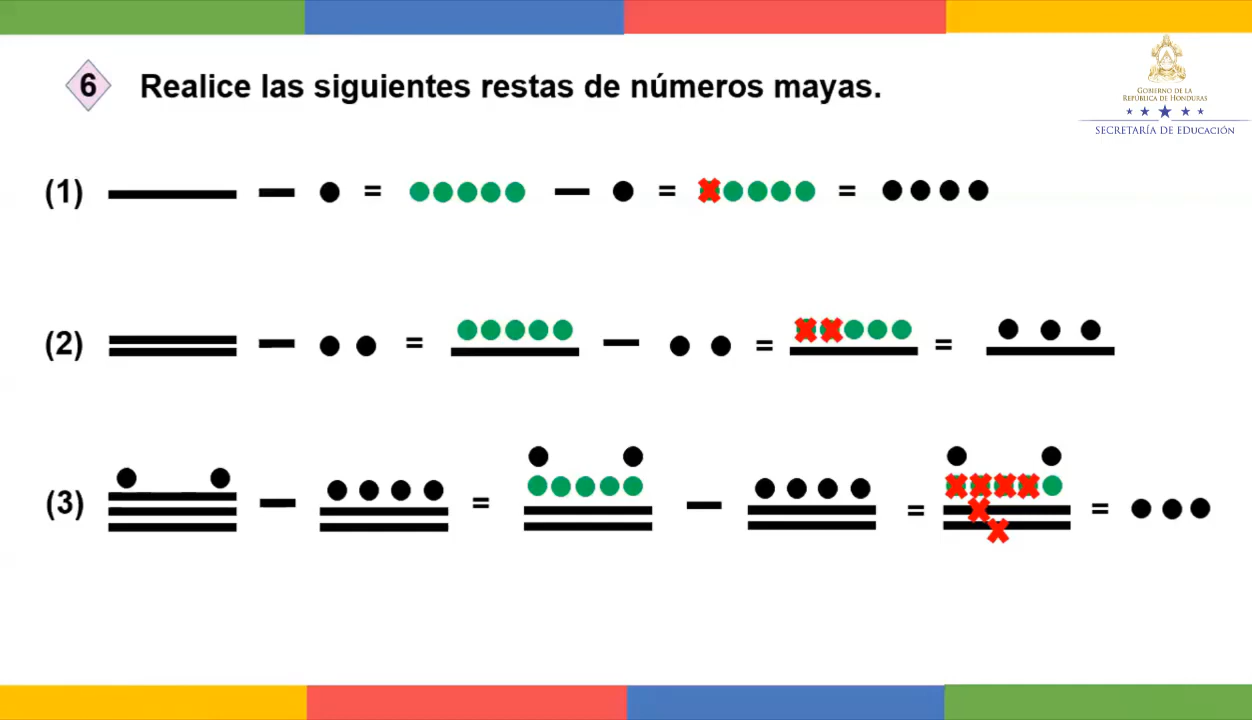 6 Realice las siguientes restas de números mayas.
GOBIERNO DE LA
REPÚBLICA DE HONDURAS
SECRETARÍA DE EDUCACIÓN
(1) — = — = =
(2) — = — = =
(3) — = — = =